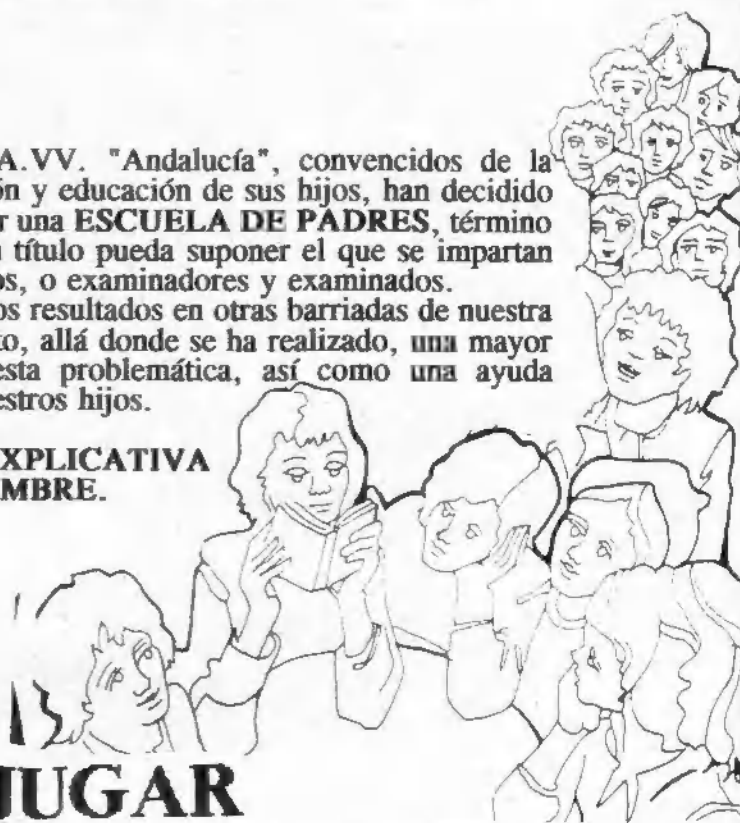 A.VV. "Andalucía", convencidos de la
ón y educación de sus hijos, han decidido
r una ESCUELA DE PADRES, término
título pueda suponer el que se impartan
os, o examinadores y examinados.
os resultados en otras barriadas de nuestra
to, allá donde se ha realizado, una mayor
esta problemática, así como una ayuda
estros hijos.
XPLICATIVA
MBRE.
JUGAR